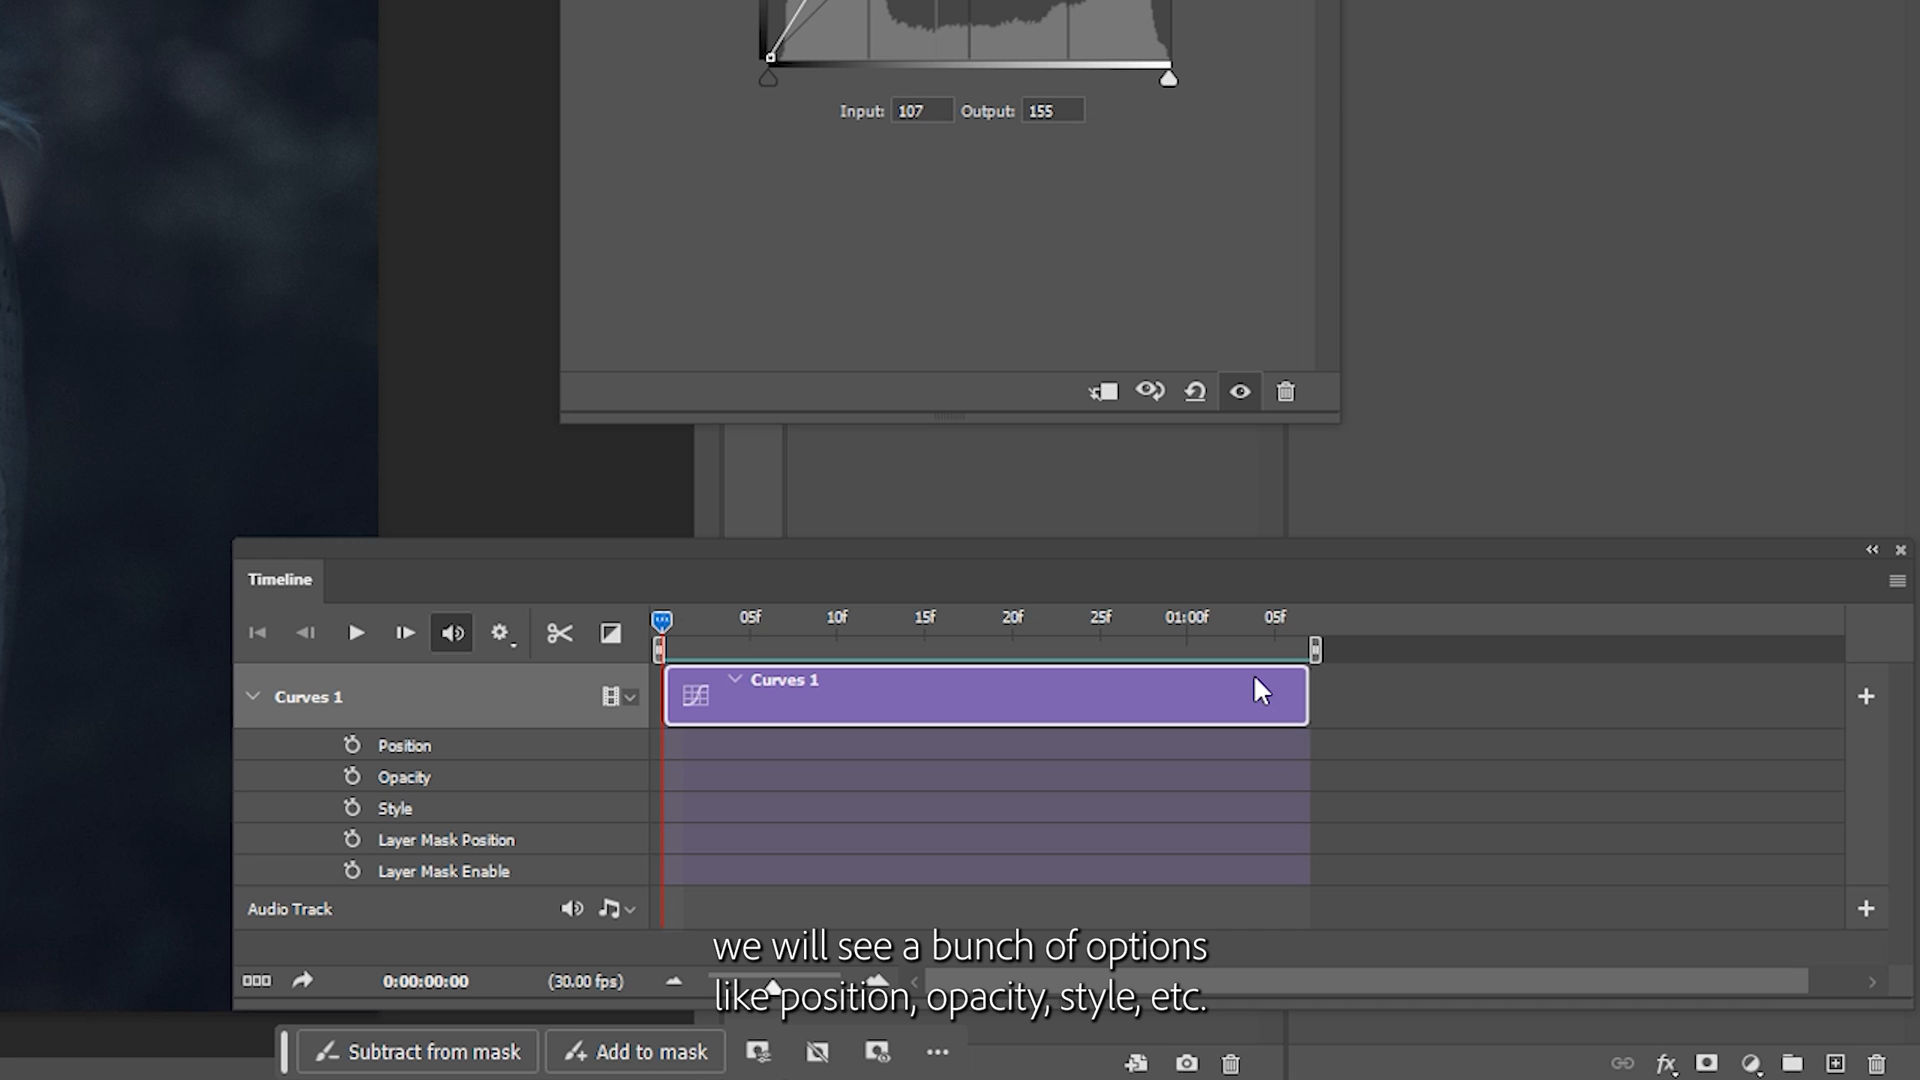 Input: 107 Output: 155
Timeline
05f 10f 15f 20f 25f 01:00f 05f
Curves 1
Curves 1
Position
Opacity
Style
Layer Mask Position
Layer Mask Enable
Audio Track
0:00:00:00 (30.00 fps)
we will see a bunch of options
like position, opacity, style, etc.
Subtract from mask Add to mask
fx